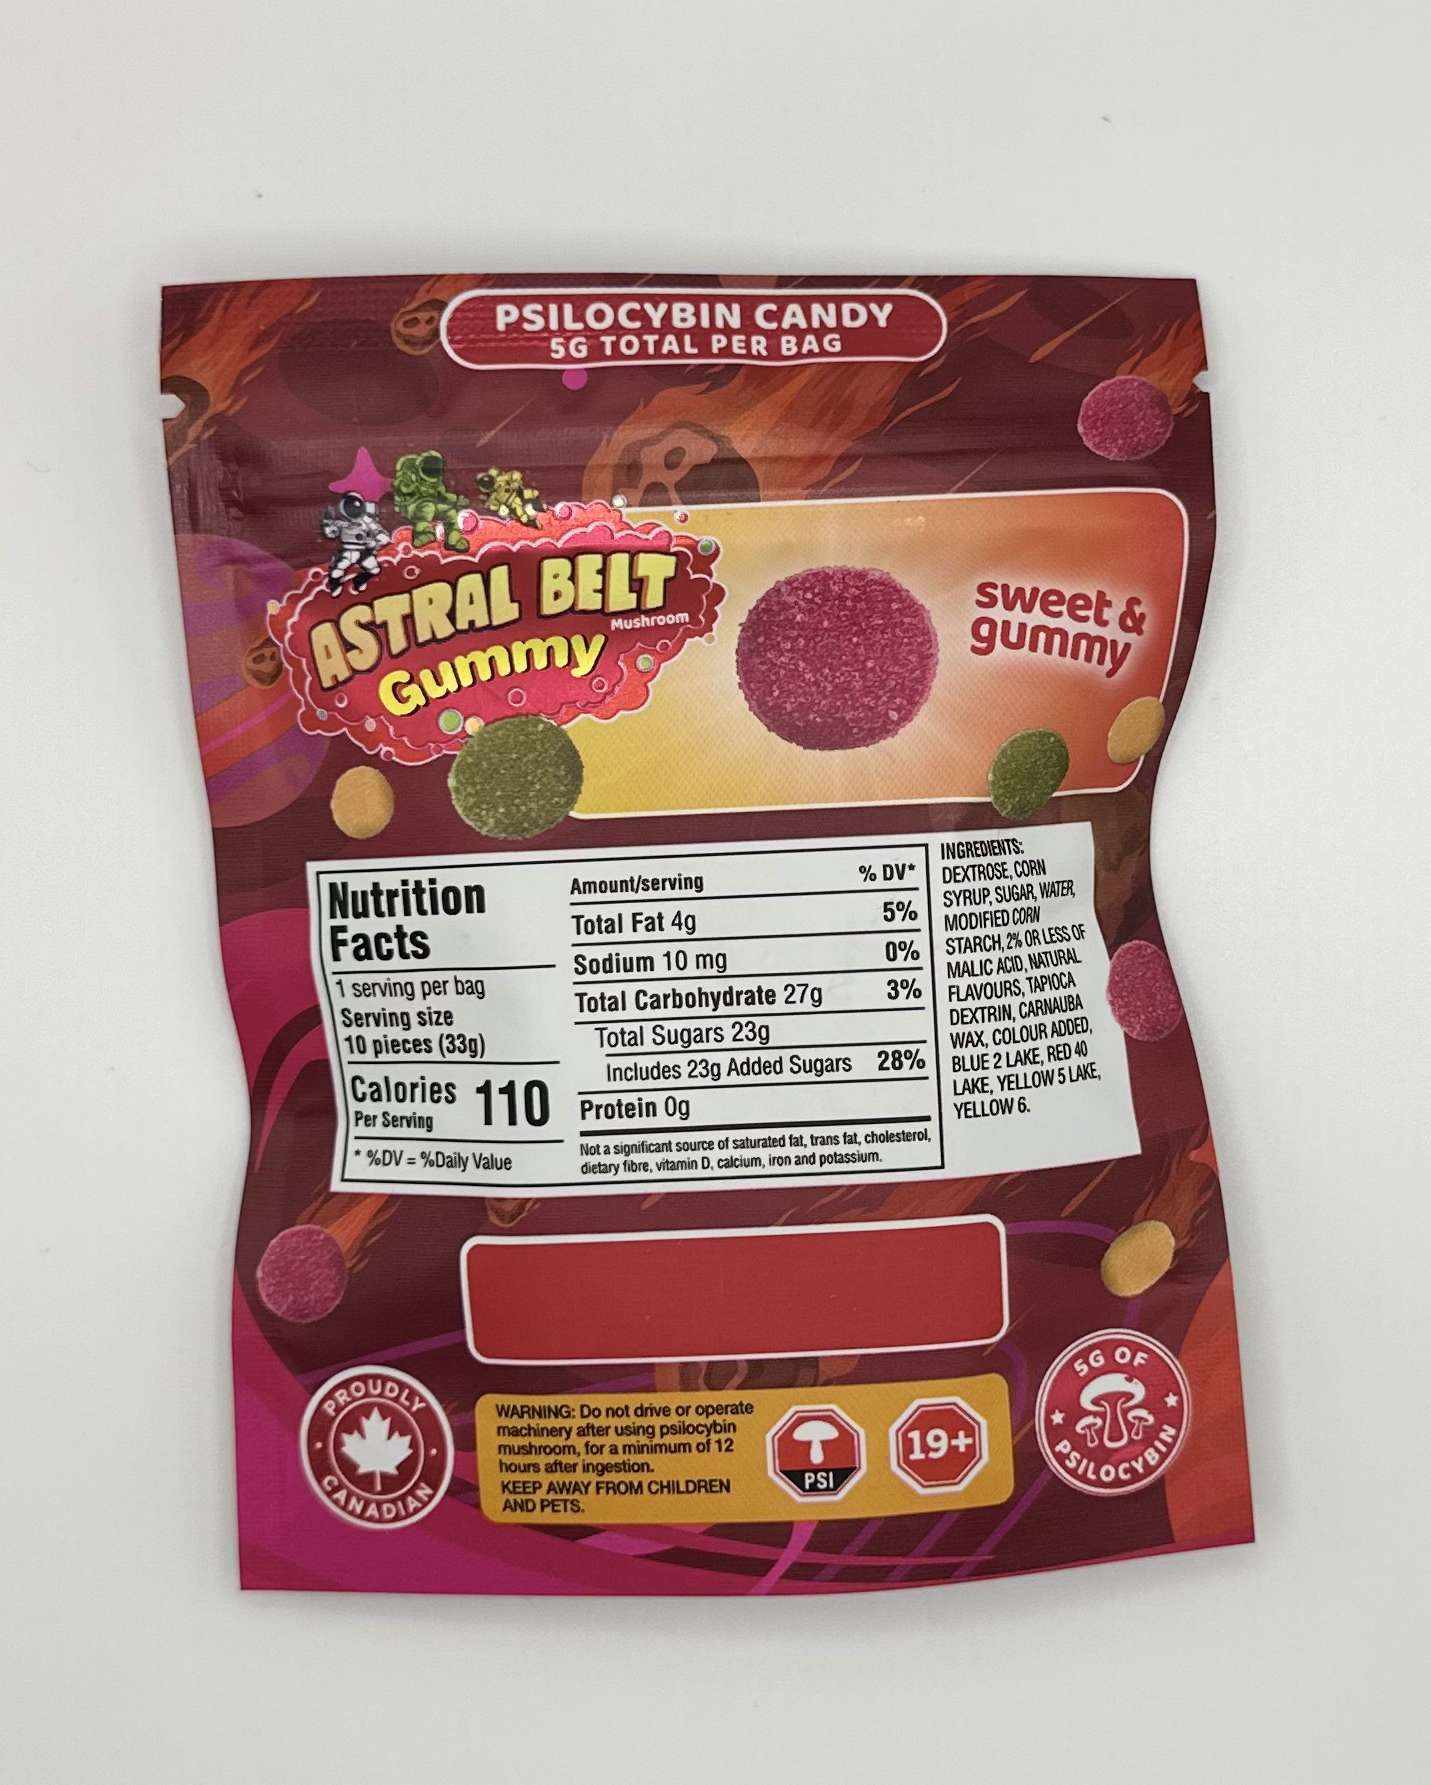 PSILOCYBIN CANDY
5G TOTAL PER BAG
ASTRAL BELT
Mushroom
Gummy
sweet &
gummy
Nutrition
Facts
1 serving per bag
Serving size
10 pieces (33g)
Calories 110
Per Serving
* %DV = %Daily Value
Amount/serving % DV*
Total Fat 4g 5%
Sodium 10 mg 0%
Total Carbohydrate 27g 3%
Total Sugars 23g
Includes 23g Added Sugars 28%
Protein 0g
Not a significant source of saturated fat, trans fat, cholesterol,
dietary fibre, vitamin D, calcium, iron and potassium.
INGREDIENTS:
DEXTROSE, CORN
SYRUP, SUGAR, WATER,
MODIFIED CORN
STARCH, 2% OR LESS OF
MALIC ACID, NATURAL
FLAVOURS, TAPIOCA
DEXTRIN, CARNAUBA
WAX, COLOUR ADDED,
BLUE 2 LAKE, RED 40
LAKE, YELLOW 5 LAKE,
YELLOW 6.
PROUDLY
CANADIAN
WARNING: Do not drive or operate
machinery after using psilocybin
mushroom, for a minimum of 12
hours after ingestion.
KEEP AWAY FROM CHILDREN
AND PETS.
PSI
19+
5G OF
PSILOCYBIN